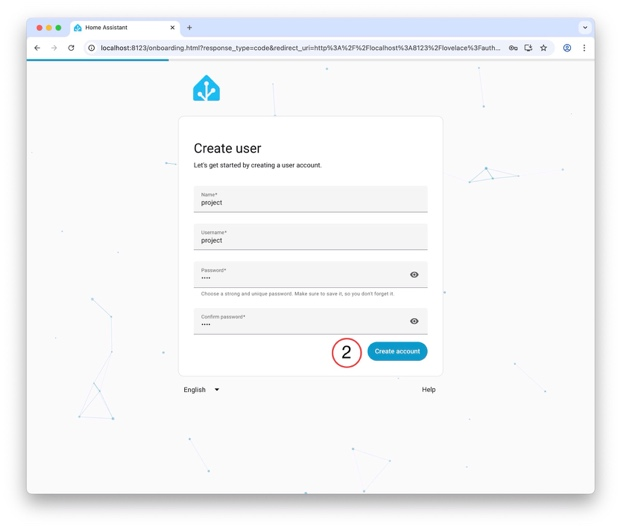 Home Assistant
localhost:8123/onboarding.html?response_type=code&redirect_uri=http%3A%2F%2Flocalhost%3A8123%2Flovelace%3Fauth...
Create user
Let's get started by creating a user account.
Name*
project
Username*
project
Password*
••••
Choose a strong and unique password. Make sure to save it, so you don't forget it.
Confirm password*
••••
2 Create account
English Help